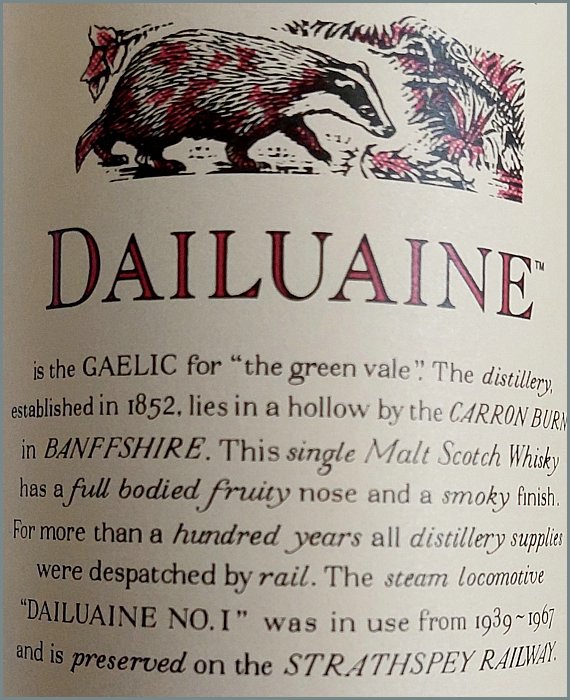 DAILUAINE™
is the GAELIC for “the green vale”. The distillery,
established in 1852, lies in a hollow by the CARRON BURN
in BANFFSHIRE. This single Malt Scotch Whisky
has a full bodied fruity nose and a smoky finish.
For more than a hundred years all distillery supplies
were despatched by rail. The steam locomotive
“DAILUAINE NO.1” was in use from 1939~1967
and is preserved on the STRATHSPEY RAILWAY.